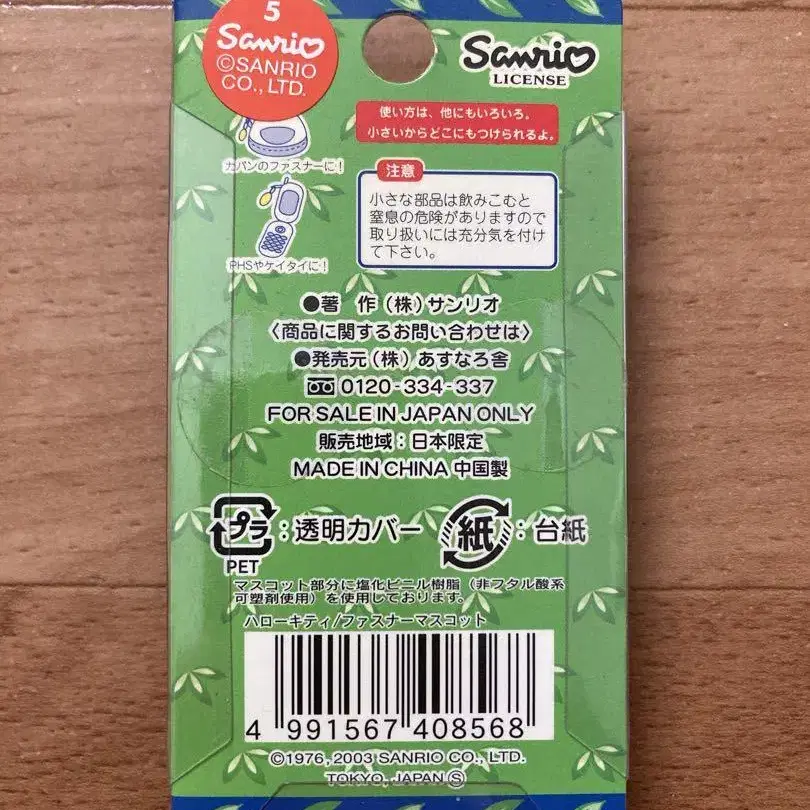 5
Sanrio
©SANRIO
CO., LTD.
Sanrio
LICENSE
使い方は、他にもいろいろ。
小さいからどこにもつけられるよ。
カバンのファスナーに!
PHSやケイタイに!
注意
小さな部品は飲みこむと
窒息の危険がありますので
取り扱いには充分気を付け
て下さい。
●著 作(株)サンリオ
〈商品に関するお問い合わせは〉
●発売元(株)あすなろ舎
0120-334-337
FOR SALE IN JAPAN ONLY
販売地域:日本限定
MADE IN CHINA 中国製
プラ:透明カバー
PET
紙:台紙
マスコット部分に塩化ビニル樹脂(非フタル酸系
可塑剤使用)を使用しております。
ハローキティ/ファスナーマスコット
4 991567 408568
©1976, 2003 SANRIO CO., LTD.
TOKYO, JAPAN Ⓢ